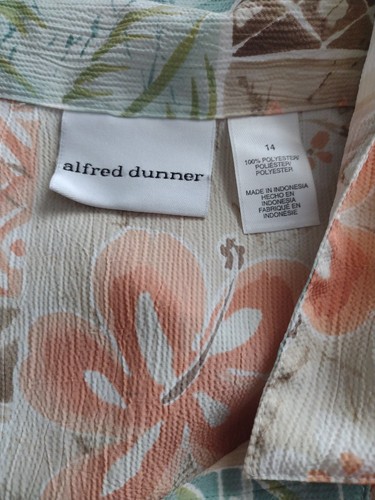 alfred dunner
14
100% POLYESTER/
POLIÉSTER/
POLYESTER
MADE IN INDONESIA
HECHO EN
INDONESIA
FABRIQUÉ EN
INDONÉSIE